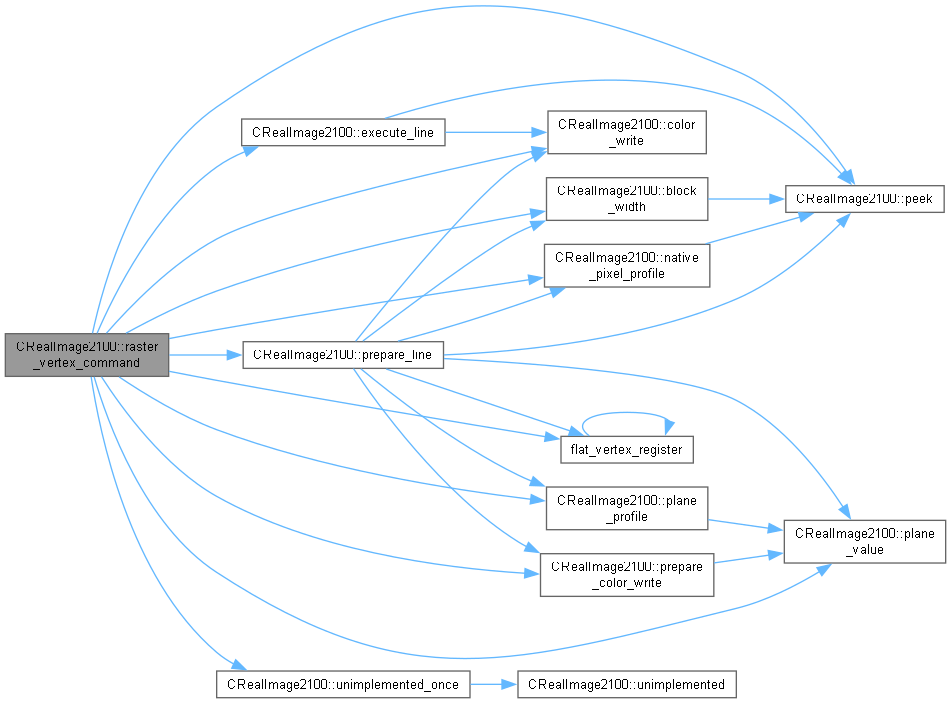 CRealImage2100::raster
_vertex_command
CRealImage2100::execute_line
CRealImage2100::color
_write
CRealImage2100::block
_width
CRealImage2100::peek
CRealImage2100::native
_pixel_profile
CRealImage2100::prepare_line
flat_vertex_register
CRealImage2100::plane
_profile
CRealImage2100::plane
_value
CRealImage2100::prepare
_color_write
CRealImage2100::unimplemented_once
CRealImage2100::unimplemented